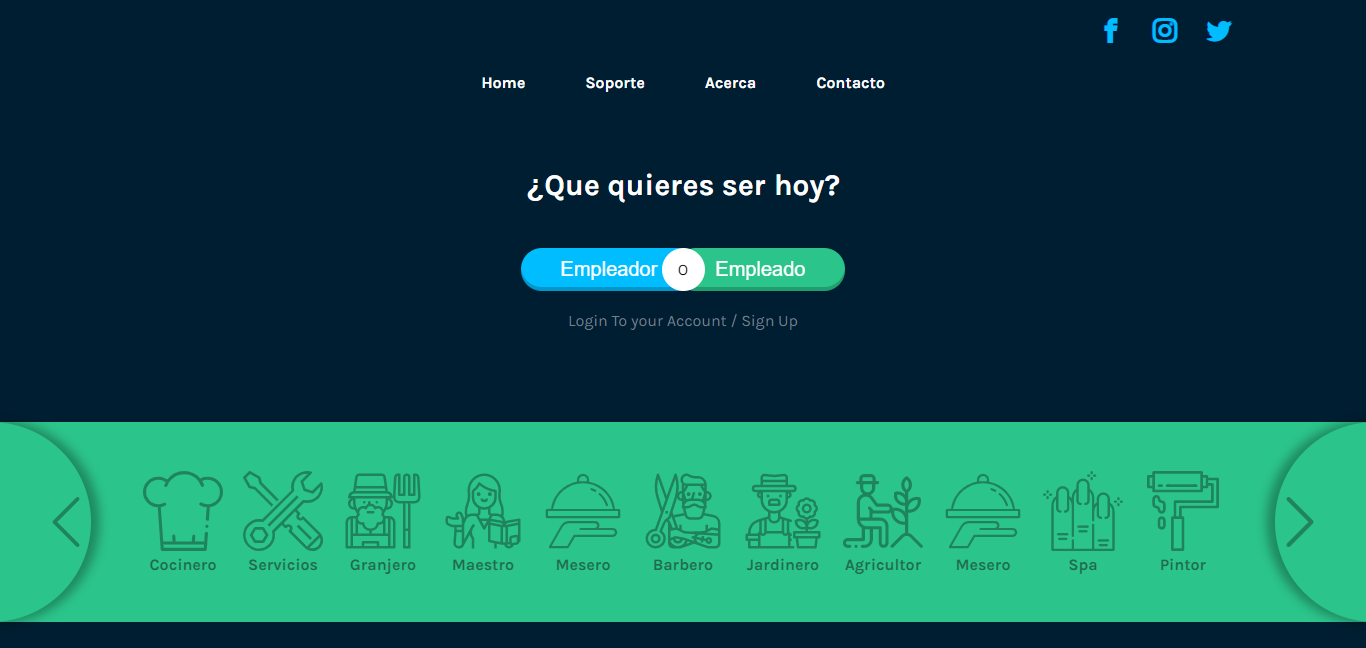 Home Soporte Acerca Contacto
¿Que quieres ser hoy?
Empleador O Empleado
Login To your Account / Sign Up
Cocinero Servicios Granjero Maestro Mesero Barbero Jardinero Agricultor Mesero Spa Pintor